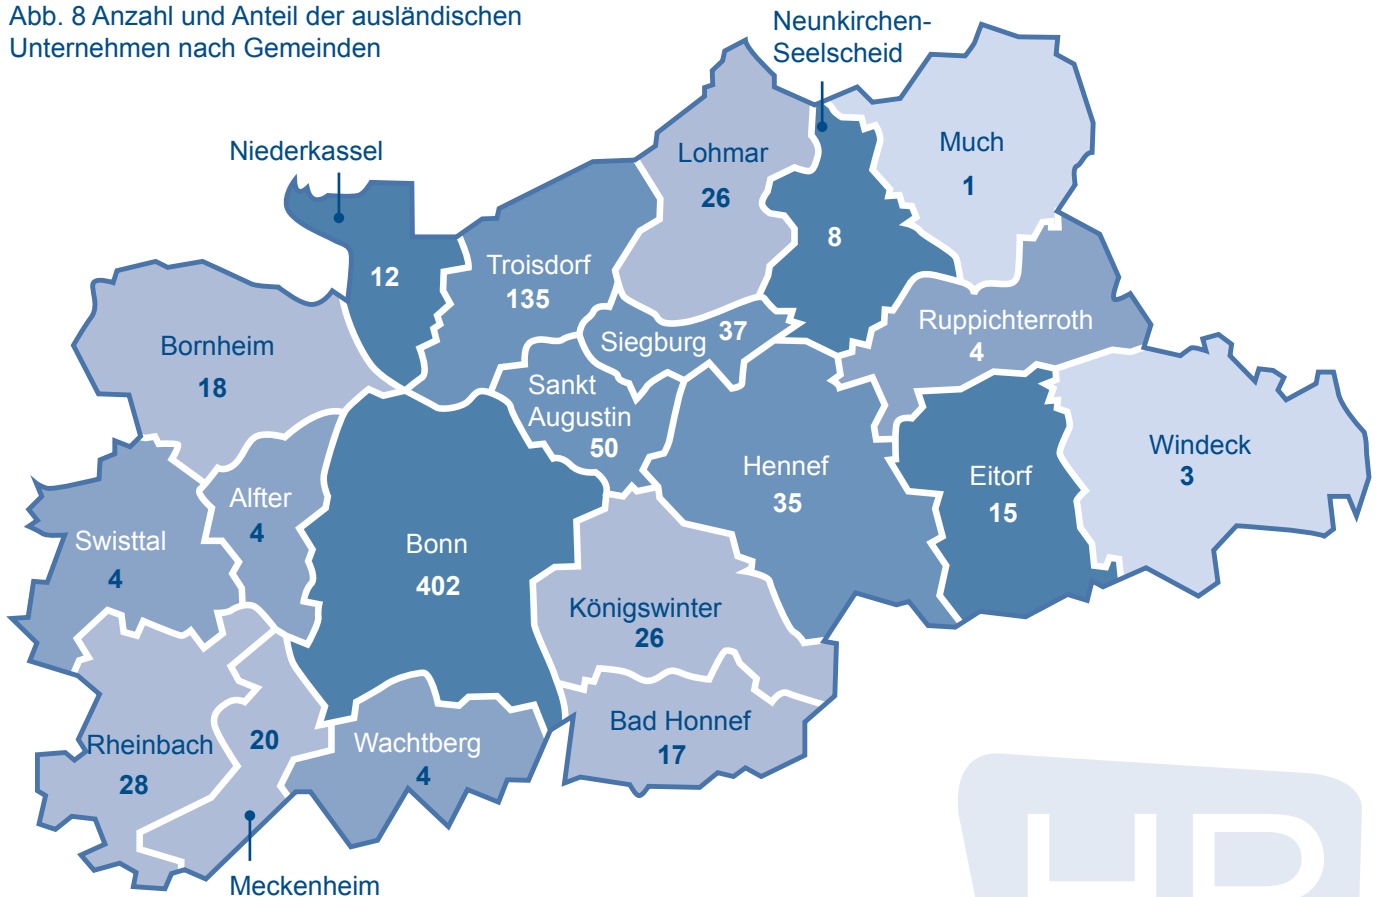 Abb. 8 Anzahl und Anteil der ausländischen
Unternehmen nach Gemeinden
Neunkirchen-
Seelscheid
Niederkassel
Lohmar
26
Much
1
8
12
Troisdorf
135
Ruppichterroth
4
Siegburg 37
Bornheim
18
Sankt
Augustin
50
Windeck
3
Hennef
35
Eitorf
15
Alfter
4
Swisttal
4
Bonn
402
Königswinter
26
Rheinbach
28
20
Wachtberg
4
Bad Honnef
17
Meckenheim